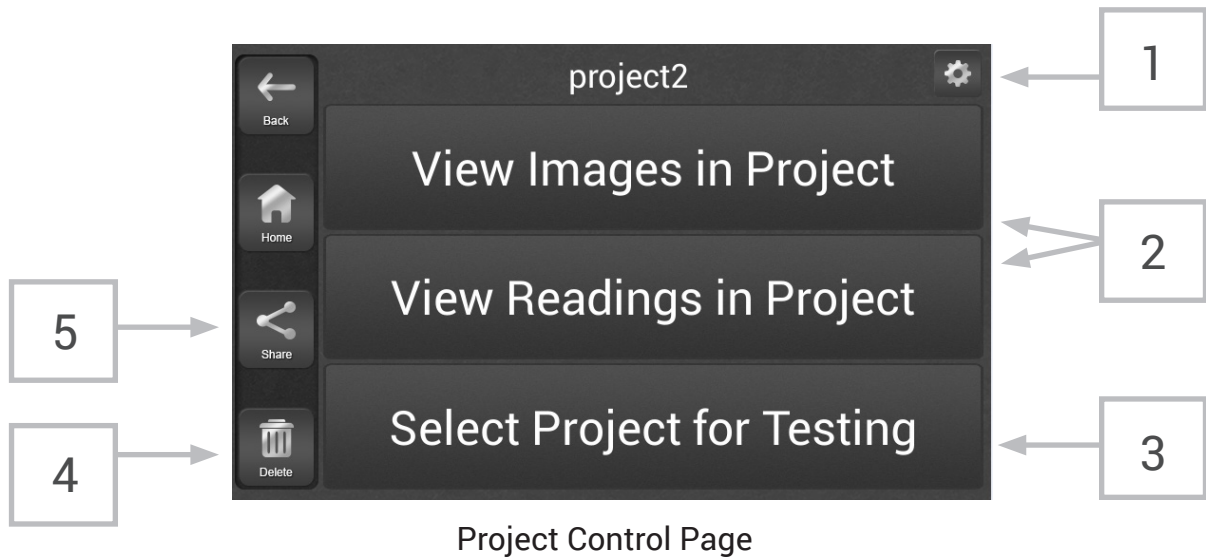 project2
1
Back
View Images in Project
Home
2
View Readings in Project
5
Share
Select Project for Testing
3
4
Delete
Project Control Page